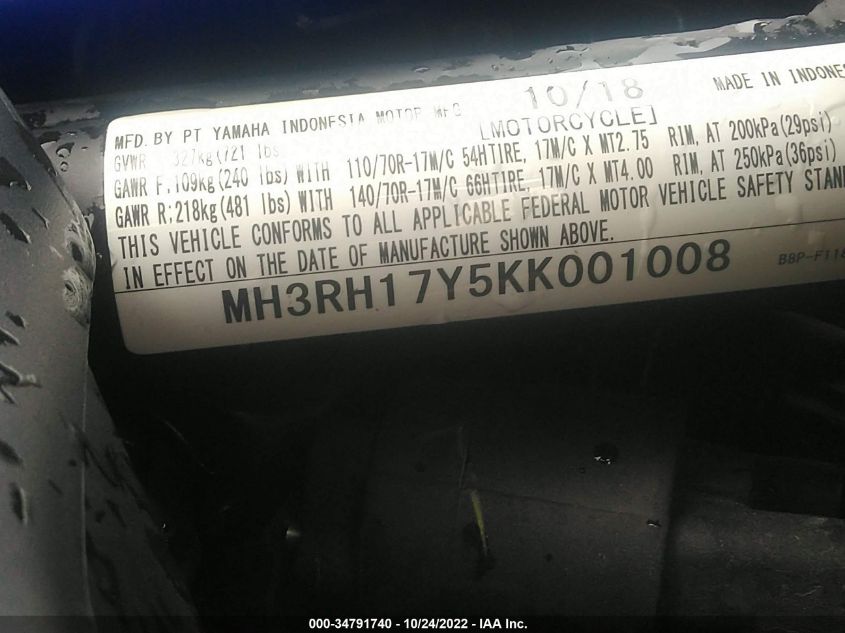 MFD. BY PT YAMAHA INDONESIA MOTOR MFG 10/18 MADE IN INDONE
[MOTORCYCLE]
GVWR 327kg(721 lbs
GAWR F:109kg(240 lbs) WITH 110/70R-17M/C 54HTIRE, 17M/C X MT2.75 RIM, AT 200kPa(29psi)
GAWR R:218kg(481 lbs) WITH 140/70R-17M/C 66HTIRE, 17M/C X MT4.00 RIM, AT 250kPa(36psi)
THIS VEHICLE CONFORMS TO ALL APPLICABLE FEDERAL MOTOR VEHICLE SAFETY STAN
IN EFFECT ON THE DATE OF MANUFACTURE SHOWN ABOVE.
MH3RH17Y5KK001008 B8P-F118
000-34791740 - 10/24/2022 - IAA Inc.